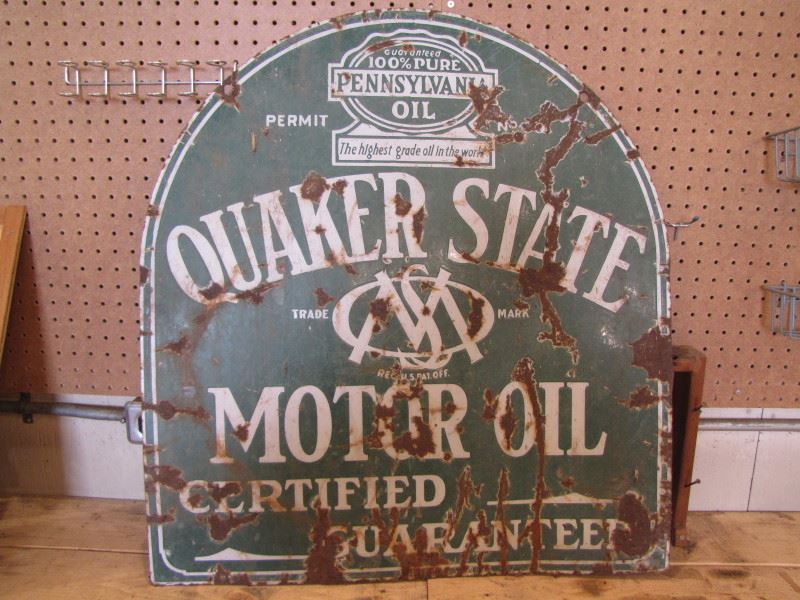 Guaranteed
100% PURE
PENNSYLVANIA
OIL
PERMIT No.
The highest grade oil in the world
QUAKER STATE
TRADE MARK
REG. U.S. PAT. OFF.
MOTOR OIL
CERTIFIED
GUARANTEED